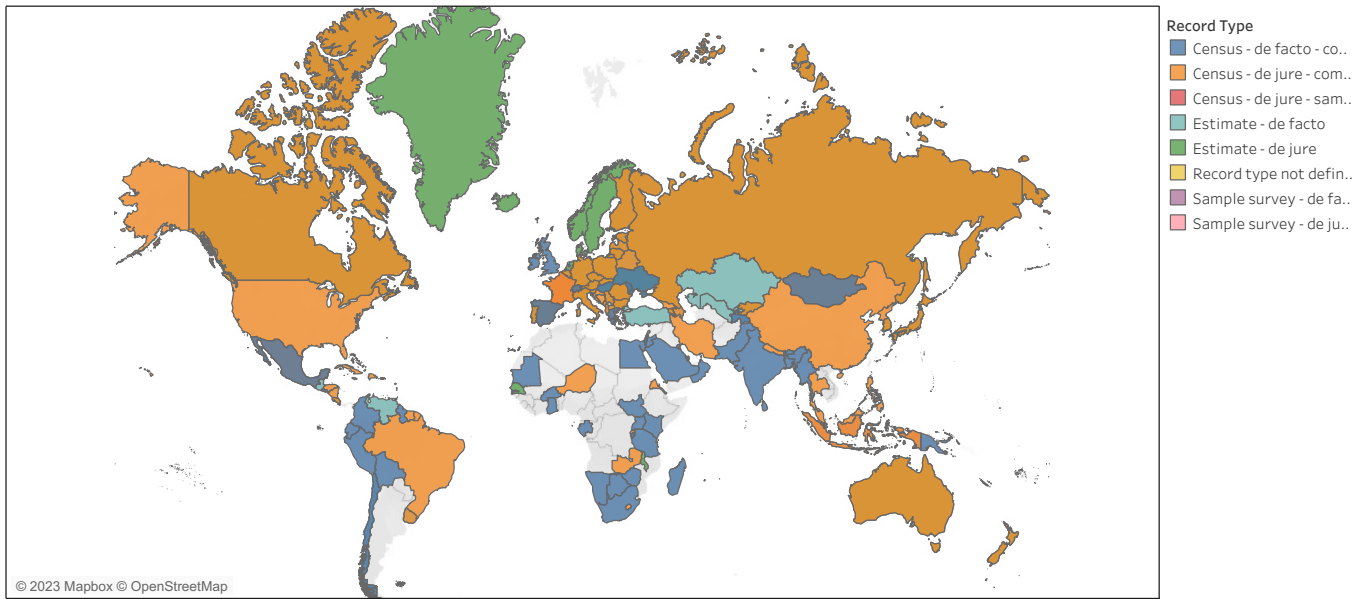 Record Type
Census - de facto - co..
Census - de jure - com..
Census - de jure - sam..
Estimate - de facto
Estimate - de jure
Record type not defin..
Sample survey - de fa..
Sample survey - de ju..
© 2023 Mapbox © OpenStreetMap